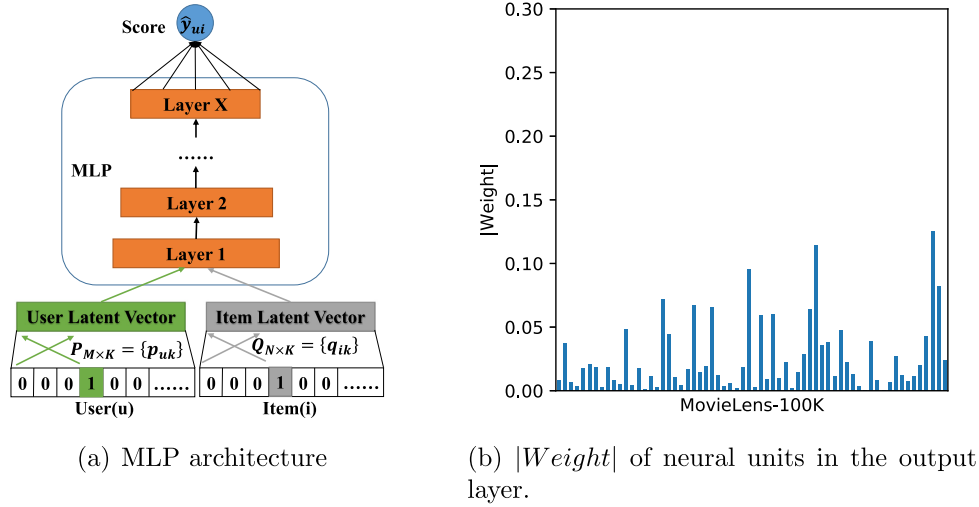 Score
ŷui
Layer X
......
MLP
Layer 2
Layer 1
User Latent Vector
Item Latent Vector
PM×K = {puk}
QN×K = {qik}
0 0 0 1 0 0 ......
0 0 0 1 0 0 ......
User(u)
Item(i)
(a) MLP architecture
0.30
0.25
0.20
0.15
0.10
0.05
0.00
|Weight|
MovieLens-100K
(b) |Weight| of neural units in the output
layer.